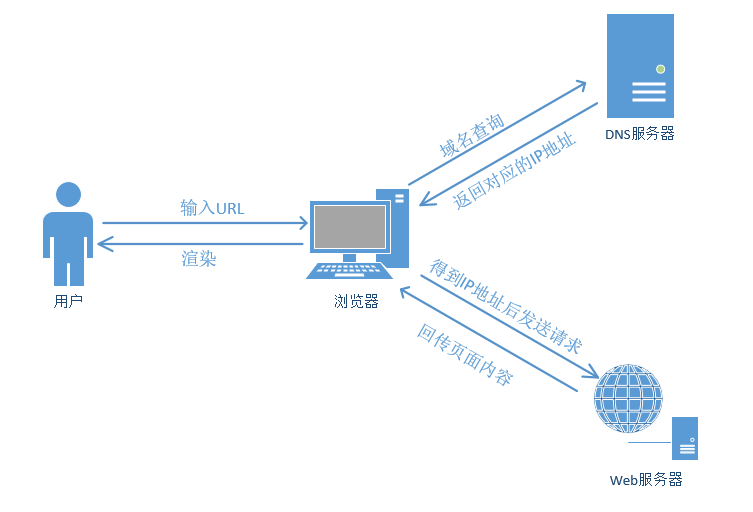 DNS服务器
域名查询
返回对应的IP地址
输入URL
渲染
用户
浏览器
得到IP地址后发送请求
回传页面内容
Web服务器